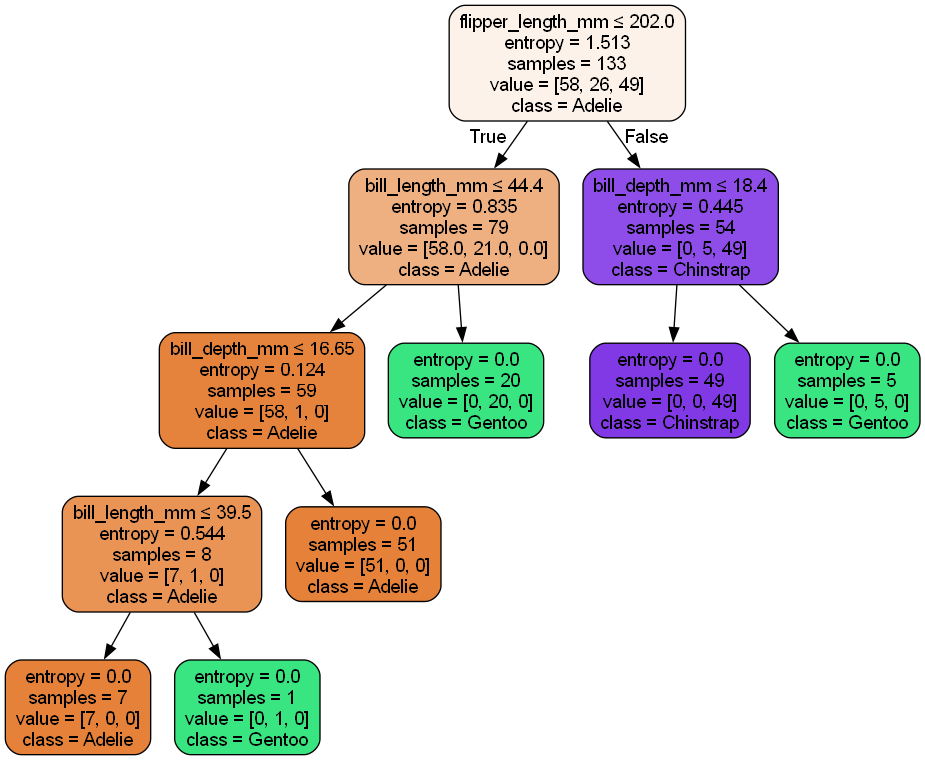 flipper_length_mm ≤ 202.0
entropy = 1.513
samples = 133
value = [58, 26, 49]
class = Adelie
True
False
bill_length_mm ≤ 44.4
entropy = 0.835
samples = 79
value = [58.0, 21.0, 0.0]
class = Adelie
bill_depth_mm ≤ 18.4
entropy = 0.445
samples = 54
value = [0, 5, 49]
class = Chinstrap
bill_depth_mm ≤ 16.65
entropy = 0.124
samples = 59
value = [58, 1, 0]
class = Adelie
entropy = 0.0
samples = 20
value = [0, 20, 0]
class = Gentoo
entropy = 0.0
samples = 49
value = [0, 0, 49]
class = Chinstrap
entropy = 0.0
samples = 5
value = [0, 5, 0]
class = Gentoo
bill_length_mm ≤ 39.5
entropy = 0.544
samples = 8
value = [7, 1, 0]
class = Adelie
entropy = 0.0
samples = 51
value = [51, 0, 0]
class = Adelie
entropy = 0.0
samples = 7
value = [7, 0, 0]
class = Adelie
entropy = 0.0
samples = 1
value = [0, 1, 0]
class = Gentoo